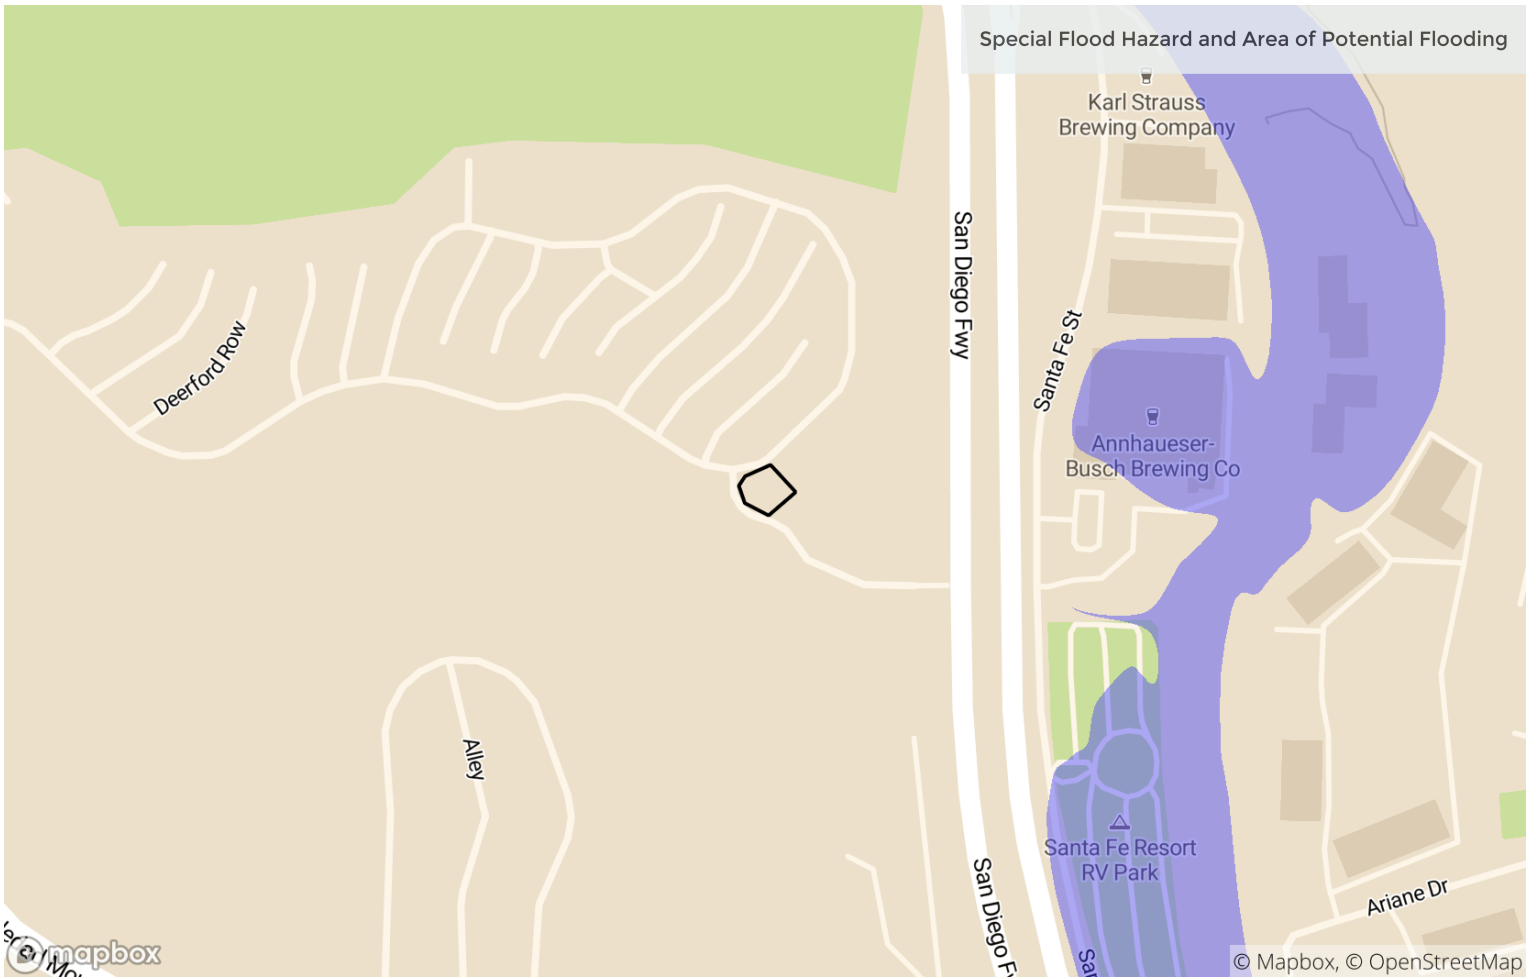 Special Flood Hazard and Area of Potential Flooding
Karl Strauss
Brewing Company
San Diego Fwy
Santa Fe St
Deerford Row
Annhaueser-
Busch Brewing Co
Alley
Santa Fe Resort
RV Park
San Diego F
Ariane Dr
San
mapbox
© Mapbox, © OpenStreetMap